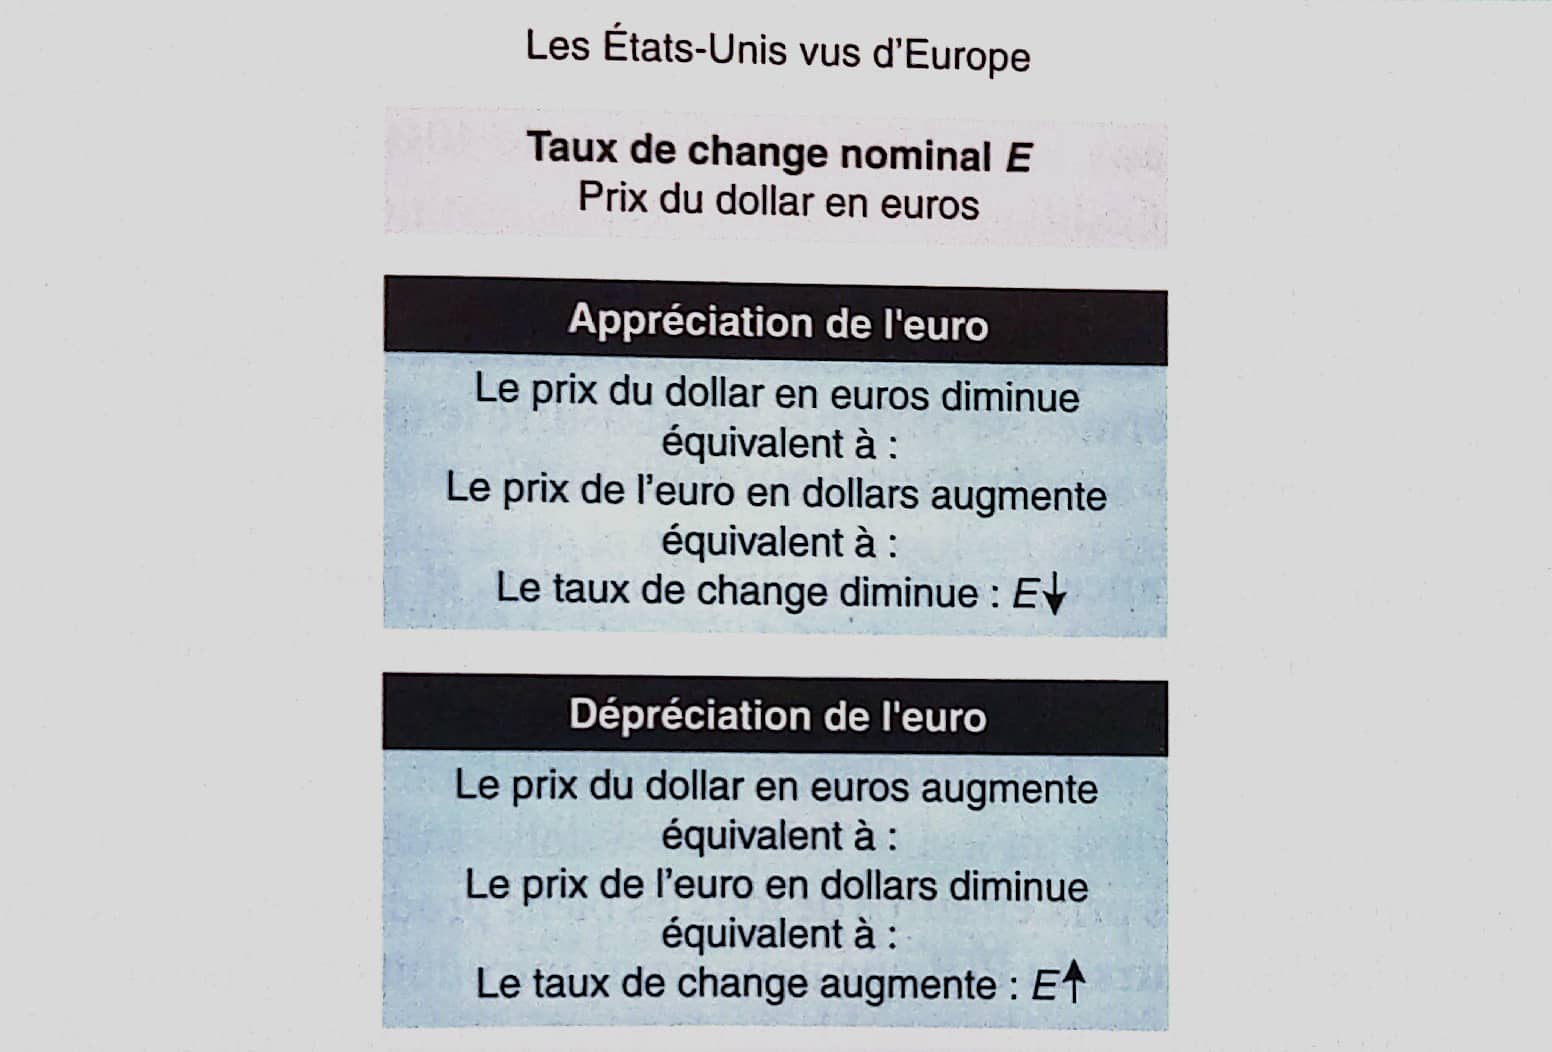 Les États-Unis vus d’Europe
Taux de change nominal E
Prix du dollar en euros
Appréciation de l'euro
Le prix du dollar en euros diminue
équivalent à :
Le prix de l’euro en dollars augmente
équivalent à :
Le taux de change diminue : E↓
Dépréciation de l'euro
Le prix du dollar en euros augmente
équivalent à :
Le prix de l’euro en dollars diminue
équivalent à :
Le taux de change augmente : E↑